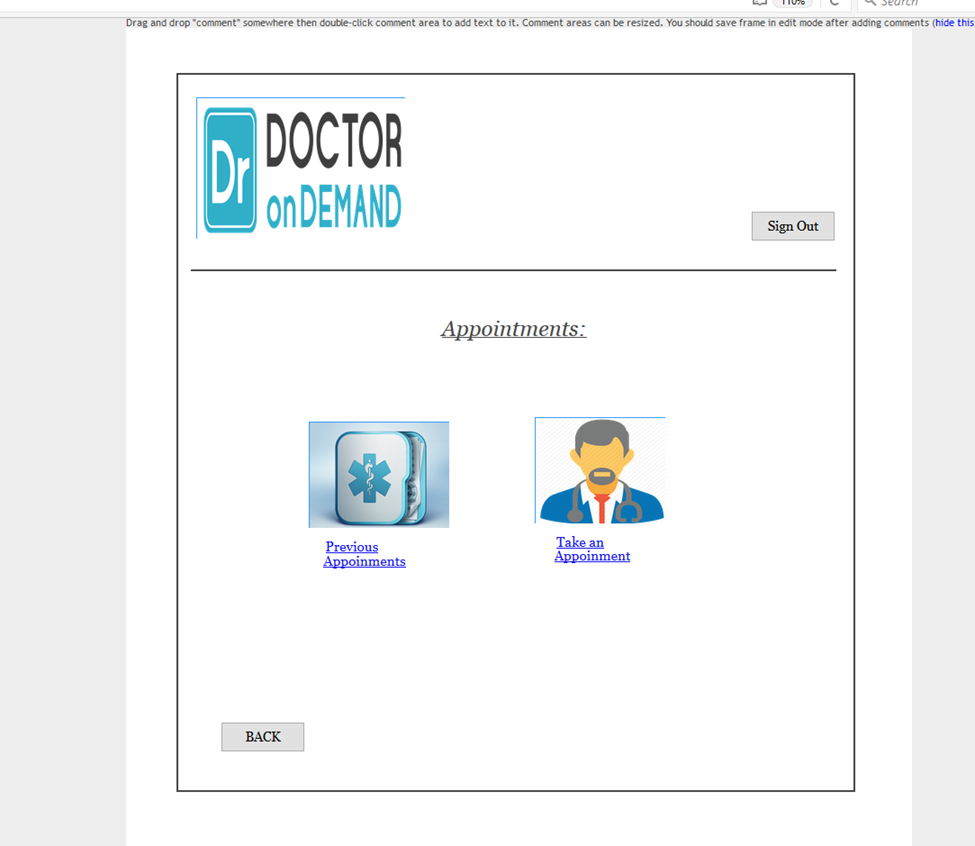 110%
Search
Drag and drop "comment" somewhere then double-click comment area to add text to it. Comment areas can be resized. You should save frame in edit mode after adding comments (hide this
Dr
DOCTOR
on DEMAND
Sign Out
Appointments:
Previous
Appoinments
Take an
Appoinment
BACK